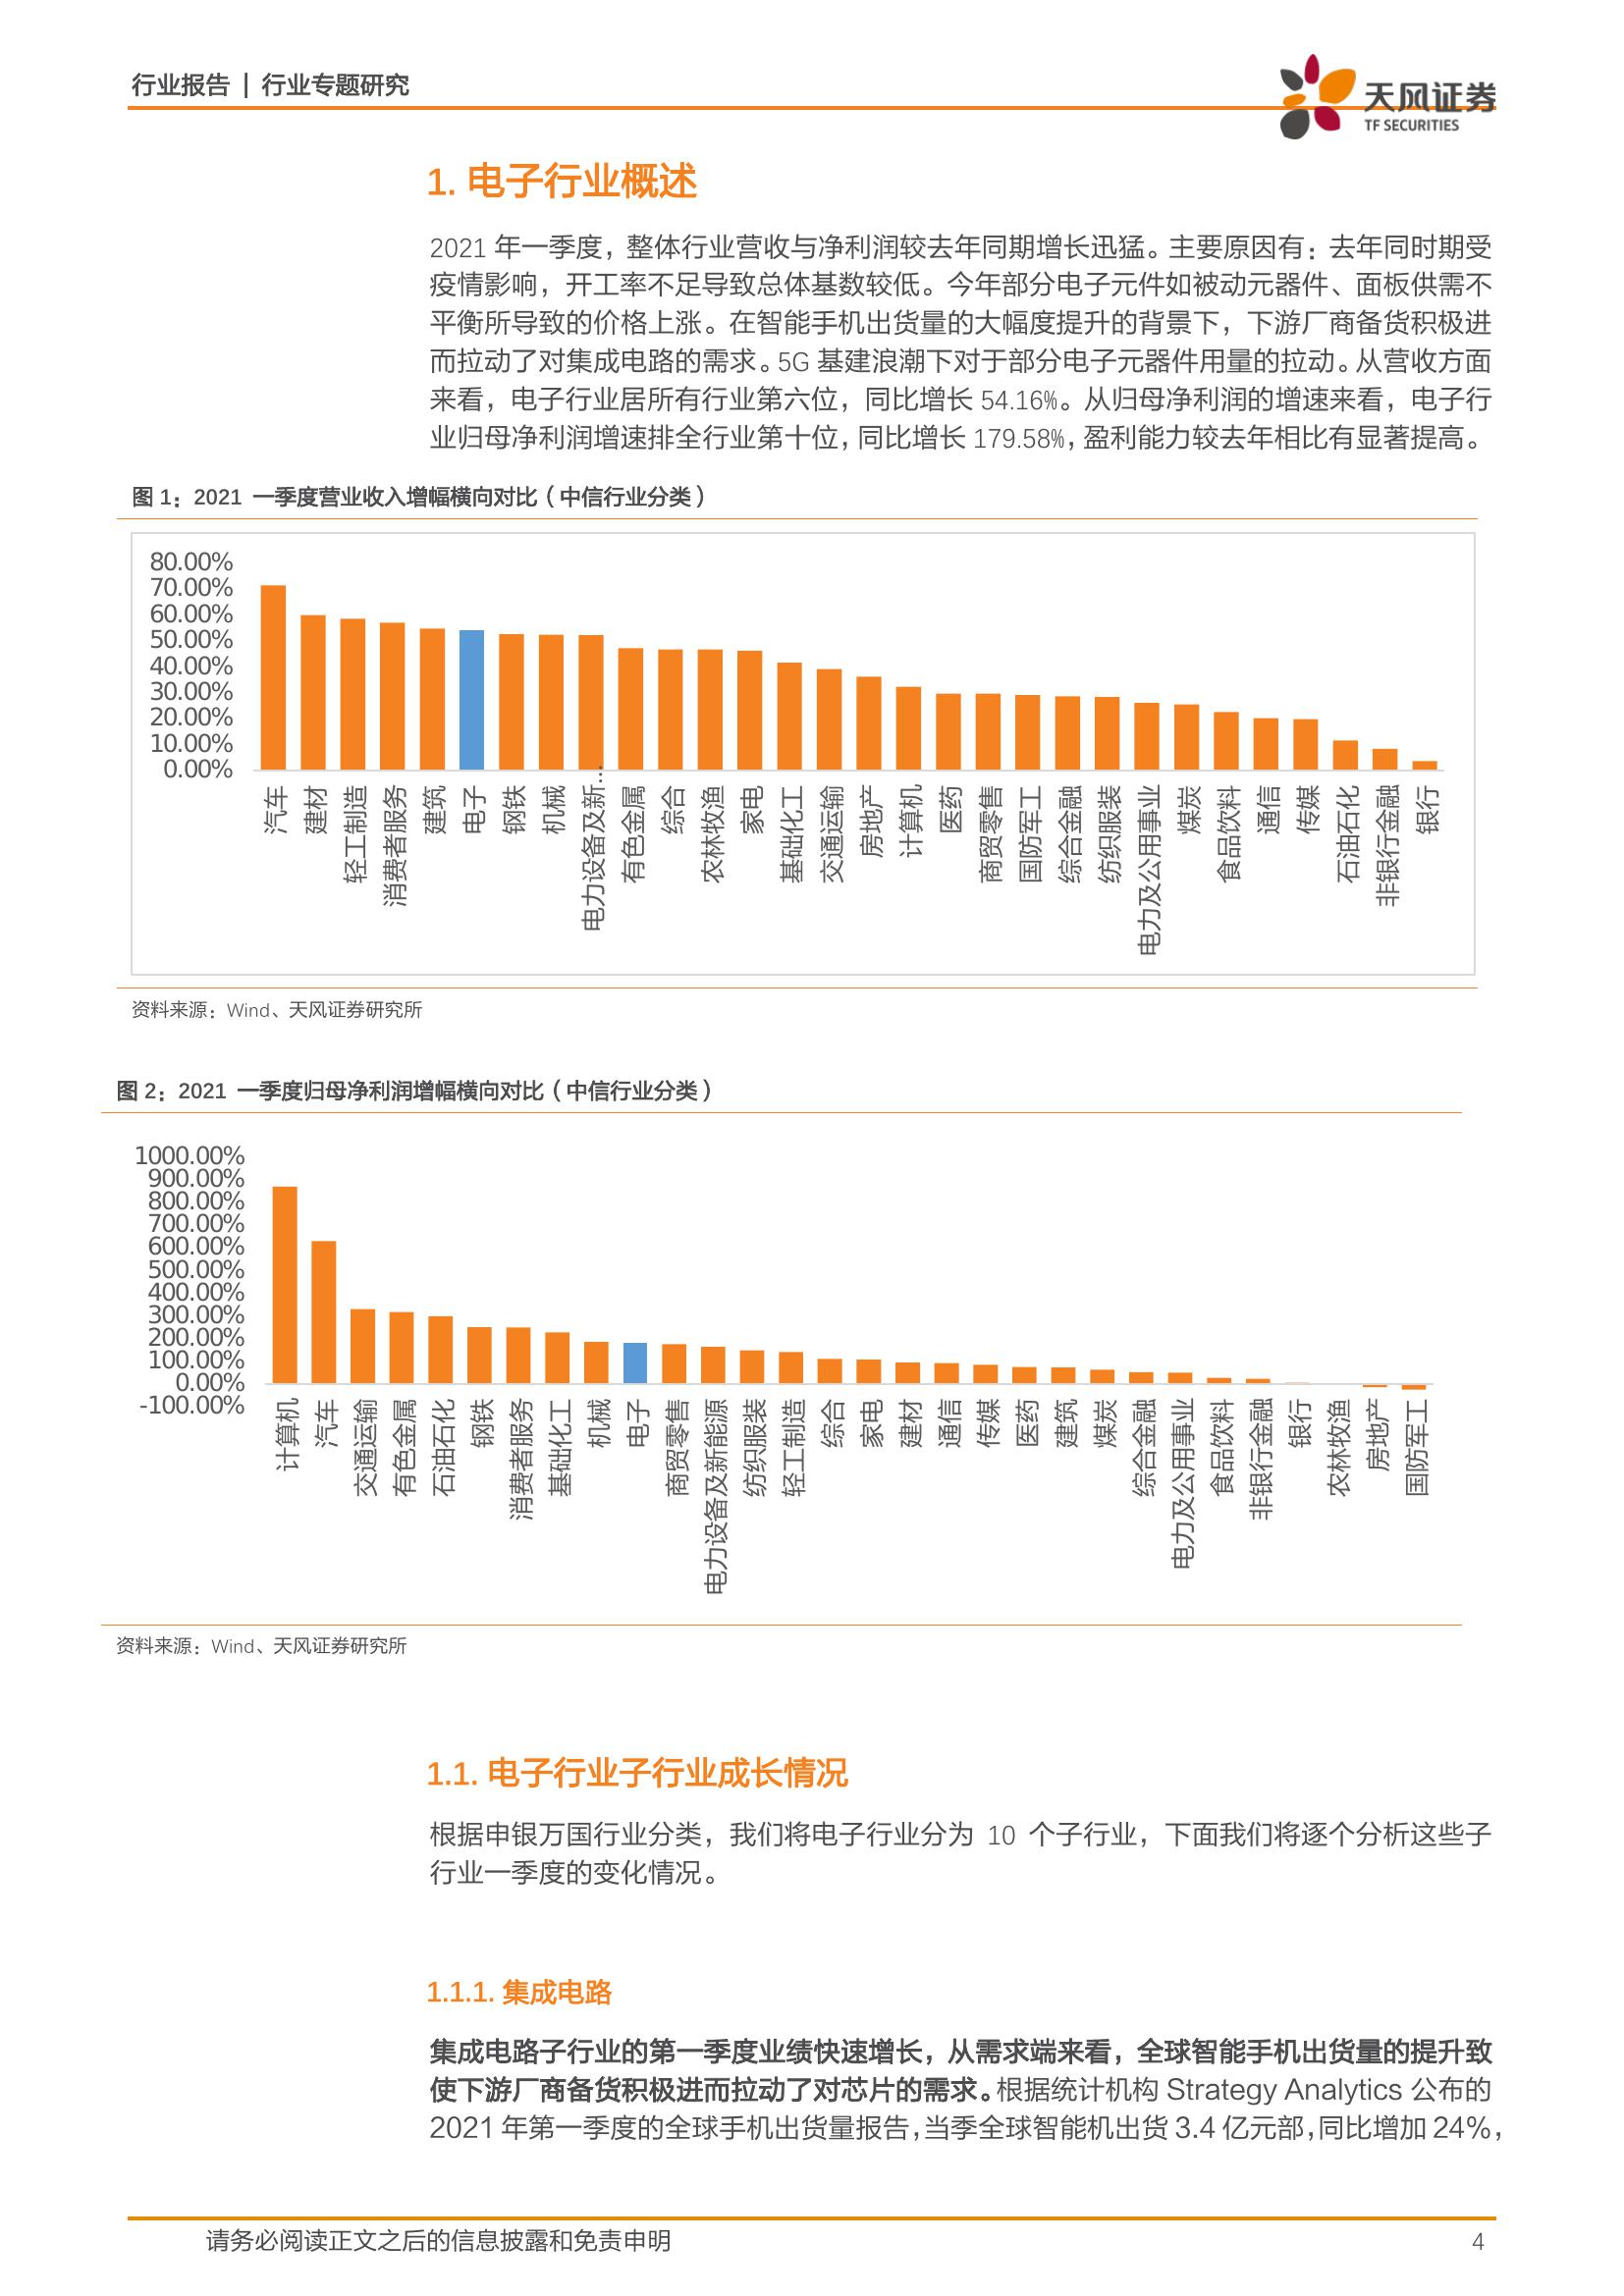 行业报告 | 行业专题研究
天风证券
TF SECURITIES
1. 电子行业概述
2021 年一季度，整体行业营收与净利润较去年同期增长迅猛。主要原因有：去年同时期受
疫情影响，开工率不足导致总体基数较低。今年部分电子元件如被动元器件、面板供需不
平衡所导致的价格上涨。在智能手机出货量的大幅度提升的背景下，下游厂商备货积极进
而拉动了对集成电路的需求。5G 基建浪潮下对于部分电子元器件用量的拉动。从营收方面
来看，电子行业居所有行业第六位，同比增长 54.16%。从归母净利润的增速来看，电子行
业归母净利润增速排全行业第十位，同比增长 179.58%，盈利能力较去年相比有显著提高。
图 1：2021 一季度营业收入增幅横向对比（中信行业分类）
80.00%
70.00%
60.00%
50.00%
40.00%
30.00%
20.00%
10.00%
0.00%
汽车
建材
轻工制造
消费者服务
建筑
电子
钢铁
机械
电力设备及新…
有色金属
综合
农林牧渔
家电
基础化工
交通运输
房地产
计算机
医药
商贸零售
国防军工
综合金融
纺织服装
电力及公用事业
煤炭
食品饮料
通信
传媒
石油石化
非银行金融
银行
资料来源：Wind、天风证券研究所
图 2：2021 一季度归母净利润增幅横向对比（中信行业分类）
1000.00%
900.00%
800.00%
700.00%
600.00%
500.00%
400.00%
300.00%
200.00%
100.00%
0.00%
-100.00%
计算机
汽车
交通运输
有色金属
石油石化
钢铁
消费者服务
基础化工
机械
电子
商贸零售
电力设备及新能源
纺织服装
轻工制造
综合
家电
建材
通信
传媒
医药
建筑
煤炭
综合金融
电力及公用事业
食品饮料
非银行金融
银行
农林牧渔
房地产
国防军工
资料来源：Wind、天风证券研究所
1.1. 电子行业子行业成长情况
根据申银万国行业分类，我们将电子行业分为 10 个子行业，下面我们将逐个分析这些子
行业一季度的变化情况。
1.1.1. 集成电路
集成电路子行业的第一季度业绩快速增长，从需求端来看，全球智能手机出货量的提升致
使下游厂商备货积极进而拉动了对芯片的需求。根据统计机构 Strategy Analytics 公布的
2021 年第一季度的全球手机出货量报告，当季全球智能机出货 3.4 亿元部，同比增加 24%，
请务必阅读正文之后的信息披露和免责申明
4